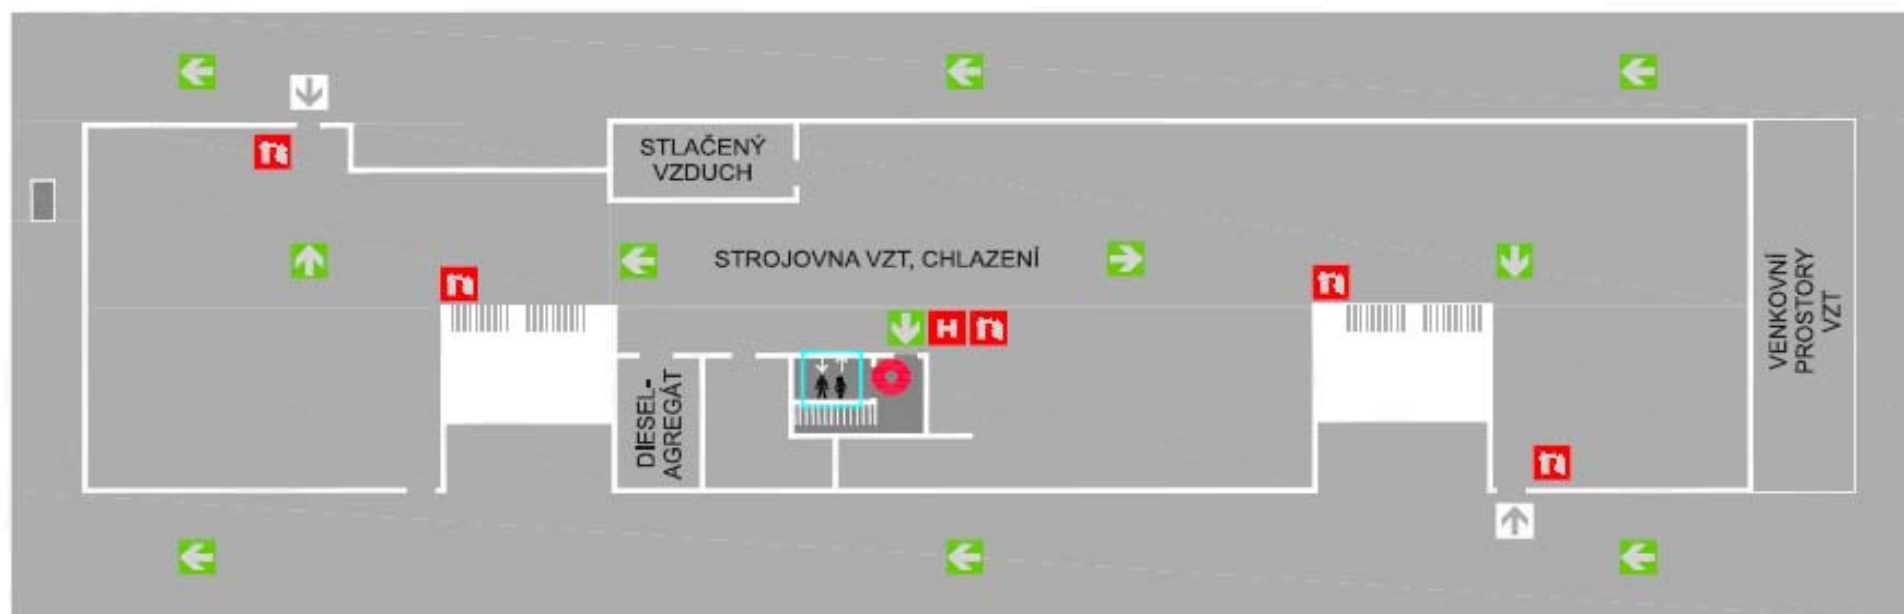 STLAČENÝ
VZDUCH
STROJOVNA VZT, CHLAZENÍ
H
DIESEL-
AGREGÁT
VENKOVNÍ
PROSTORY
VZT